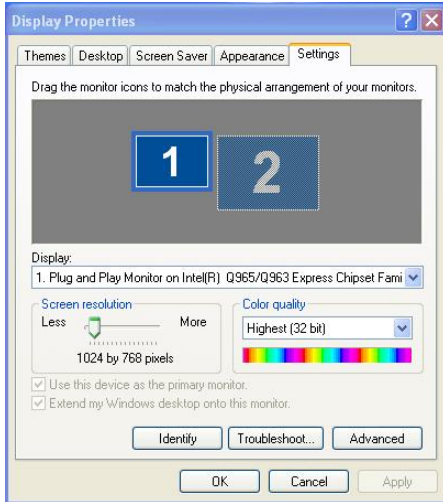 Display Properties
Themes Desktop Screen Saver Appearance Settings
Drag the monitor icons to match the physical arrangement of your monitors.
1 2
Display:
1. Plug and Play Monitor on Intel(R) Q965/Q963 Express Chipset Fami
Screen resolution
Less More
1024 by 768 pixels
Color quality
Highest (32 bit)
Use this device as the primary monitor.
Extend my Windows desktop onto this monitor.
Identify Troubleshoot... Advanced
OK Cancel Apply